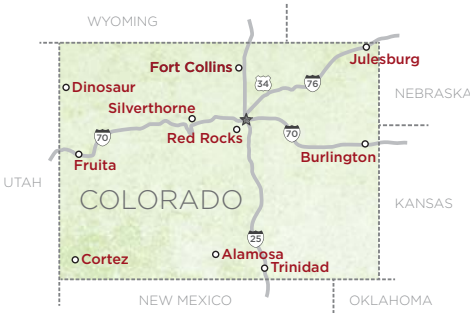 WYOMING
Julesburg
Fort Collins
34
76
Dinosaur
NEBRASKA
Silverthorne
70
Red Rocks
70
Burlington
Fruita
UTAH
COLORADO
KANSAS
25
Cortez
Alamosa
Trinidad
NEW MEXICO
OKLAHOMA